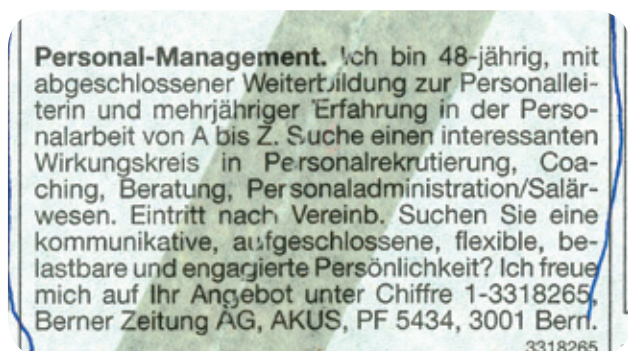 Personal-Management. Ich bin 48-jährig, mit
abgeschlossener Weiterbildung zur Personallei-
terin und mehrjähriger Erfahrung in der Perso-
nalarbeit von A bis Z. Suche einen interessanten
Wirkungskreis in Personalrekrutierung, Coa-
ching, Beratung, Personaladministration/Salär-
wesen. Eintritt nach Vereinb. Suchen Sie eine
kommunikative, aufgeschlossene, flexible, be-
lastbare und engagierte Persönlichkeit? Ich freue
mich auf Ihr Angebot unter Chiffre 1-3318265,
Berner Zeitung AG, AKUS, PF 5434, 3001 Bern.
3318265